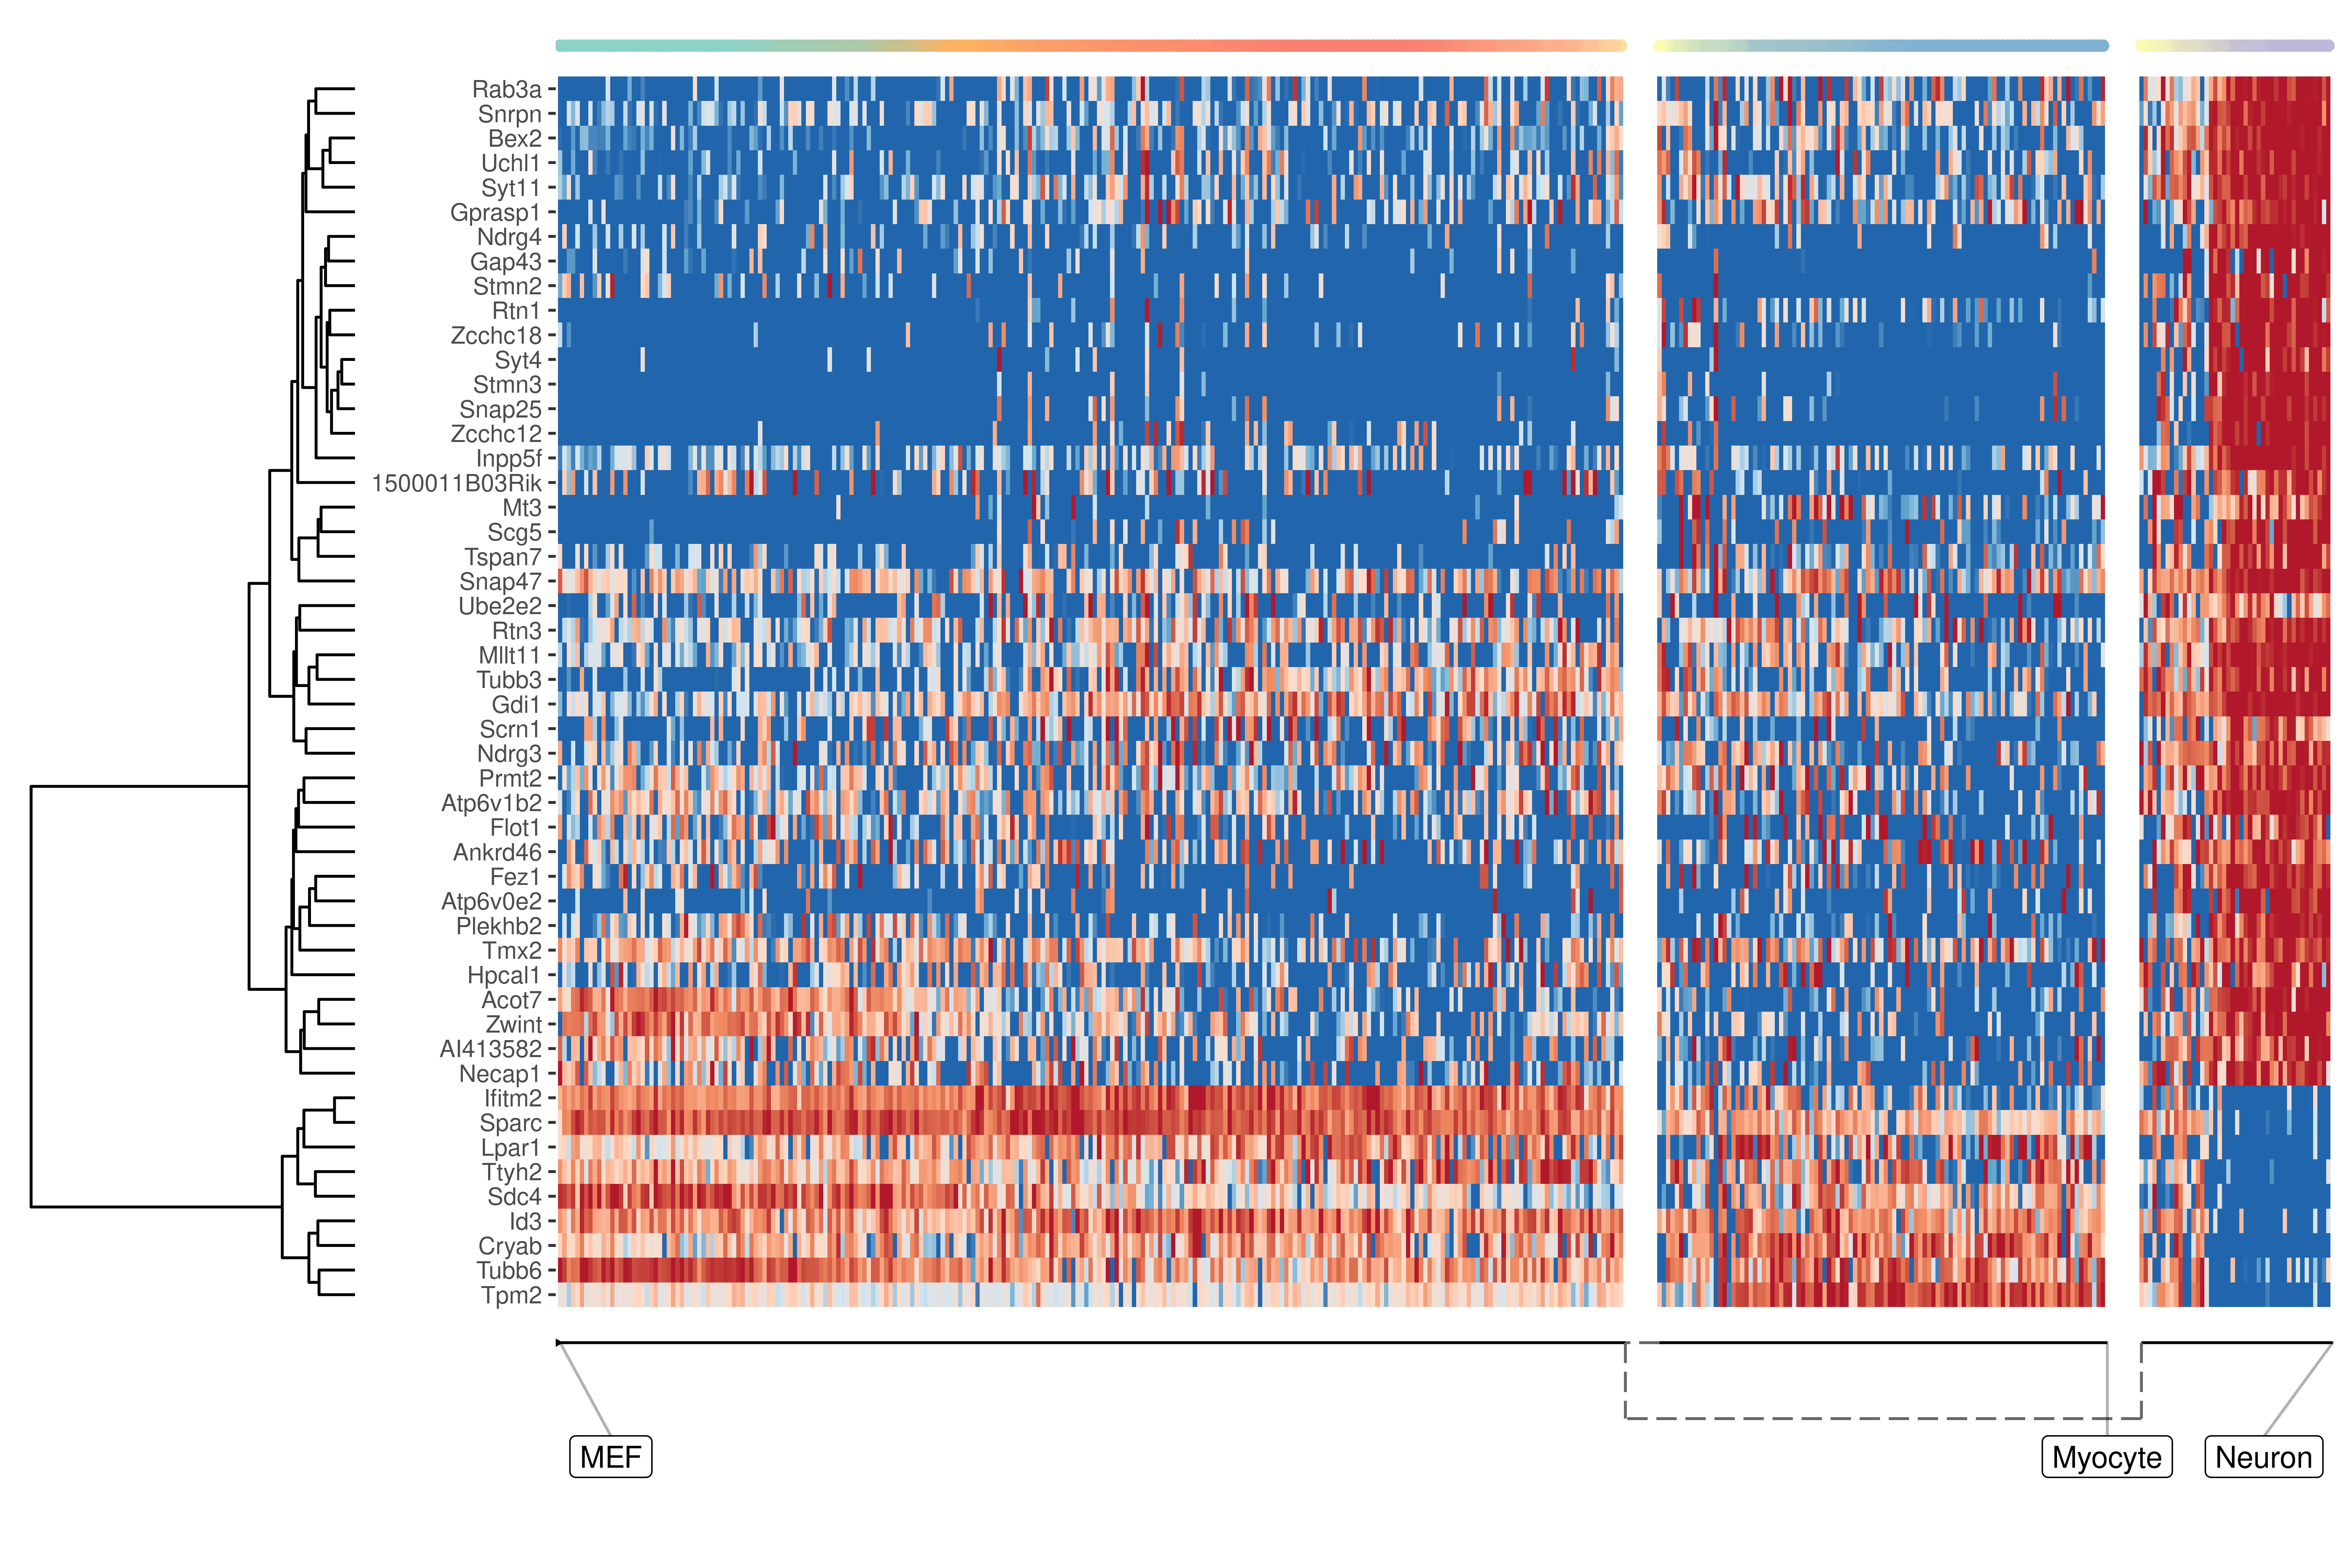 Rab3a
Snrpn
Bex2
Uchl1
Syt11
Gprasp1
Ndrg4
Gap43
Stmn2
Rtn1
Zcchc18
Syt4
Stmn3
Snap25
Zcchc12
Inpp5f
1500011B03Rik
Mt3
Scg5
Tspan7
Snap47
Ube2e2
Rtn3
Mllt11
Tubb3
Gdi1
Scrn1
Ndrg3
Prmt2
Atp6v1b2
Flot1
Ankrd46
Fez1
Atp6v0e2
Plekhb2
Tmx2
Hpcal1
Acot7
Zwint
AI413582
Necap1
Ifitm2
Sparc
Lpar1
Ttyh2
Sdc4
Id3
Cryab
Tubb6
Tpm2
MEF Myocyte Neuron